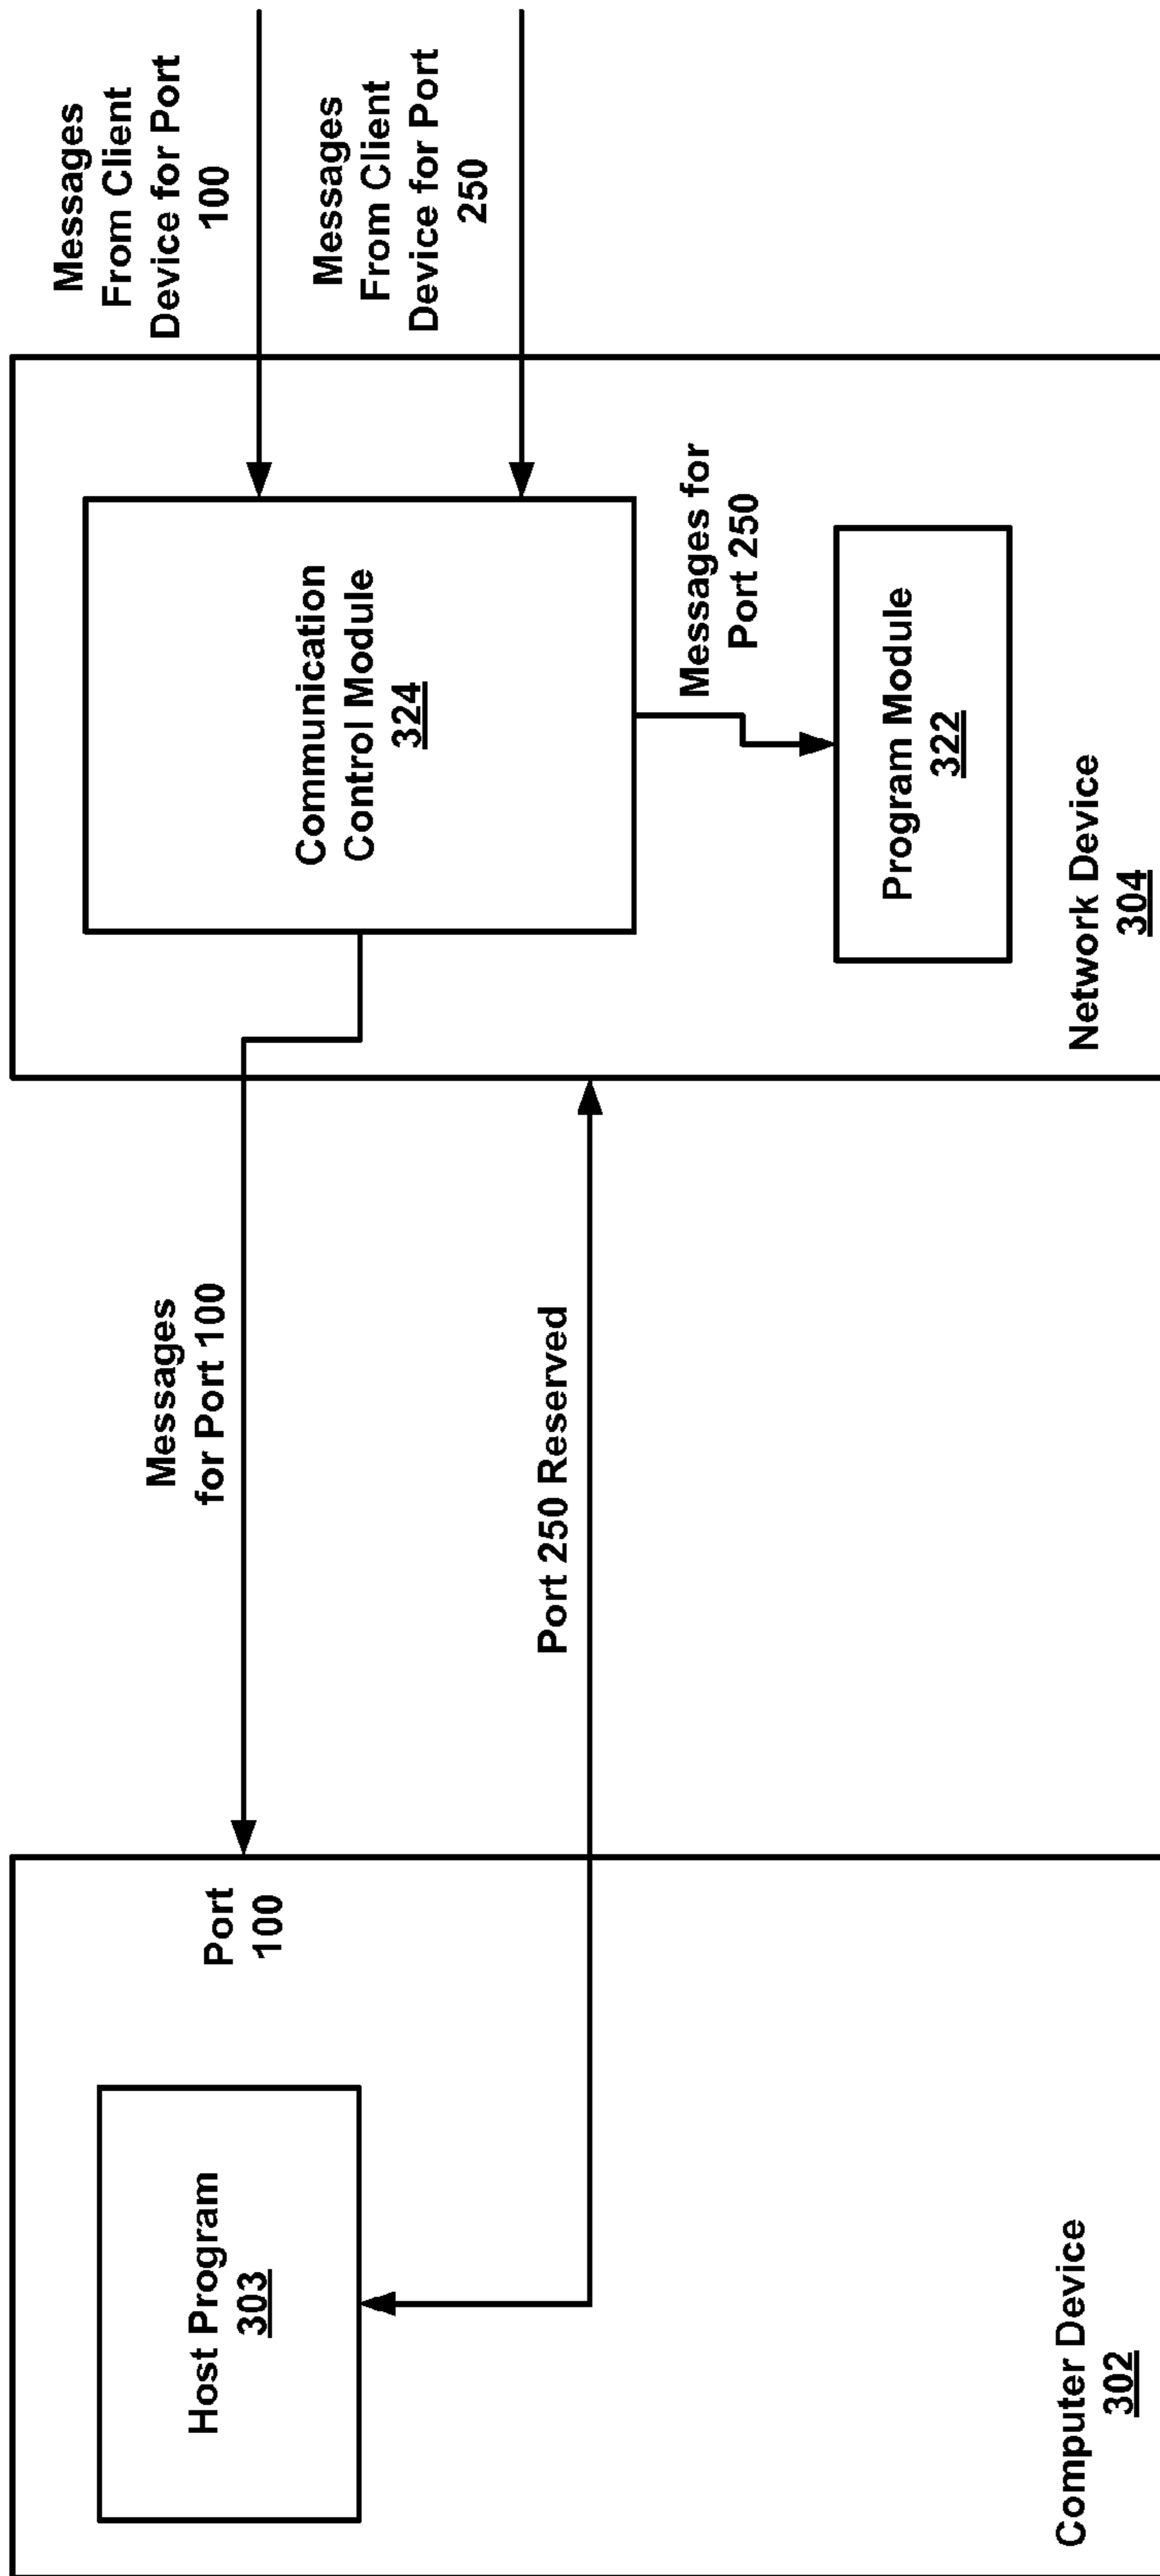 Host Program
303
Port
100
Computer Device
302
Messages
for Port 100
Port 250 Reserved
Communication
Control Module
324
Messages for
Port 250
Program Module
322
Network Device
304
Messages
From Client
Device for Port
100
Messages
From Client
Device for Port
250